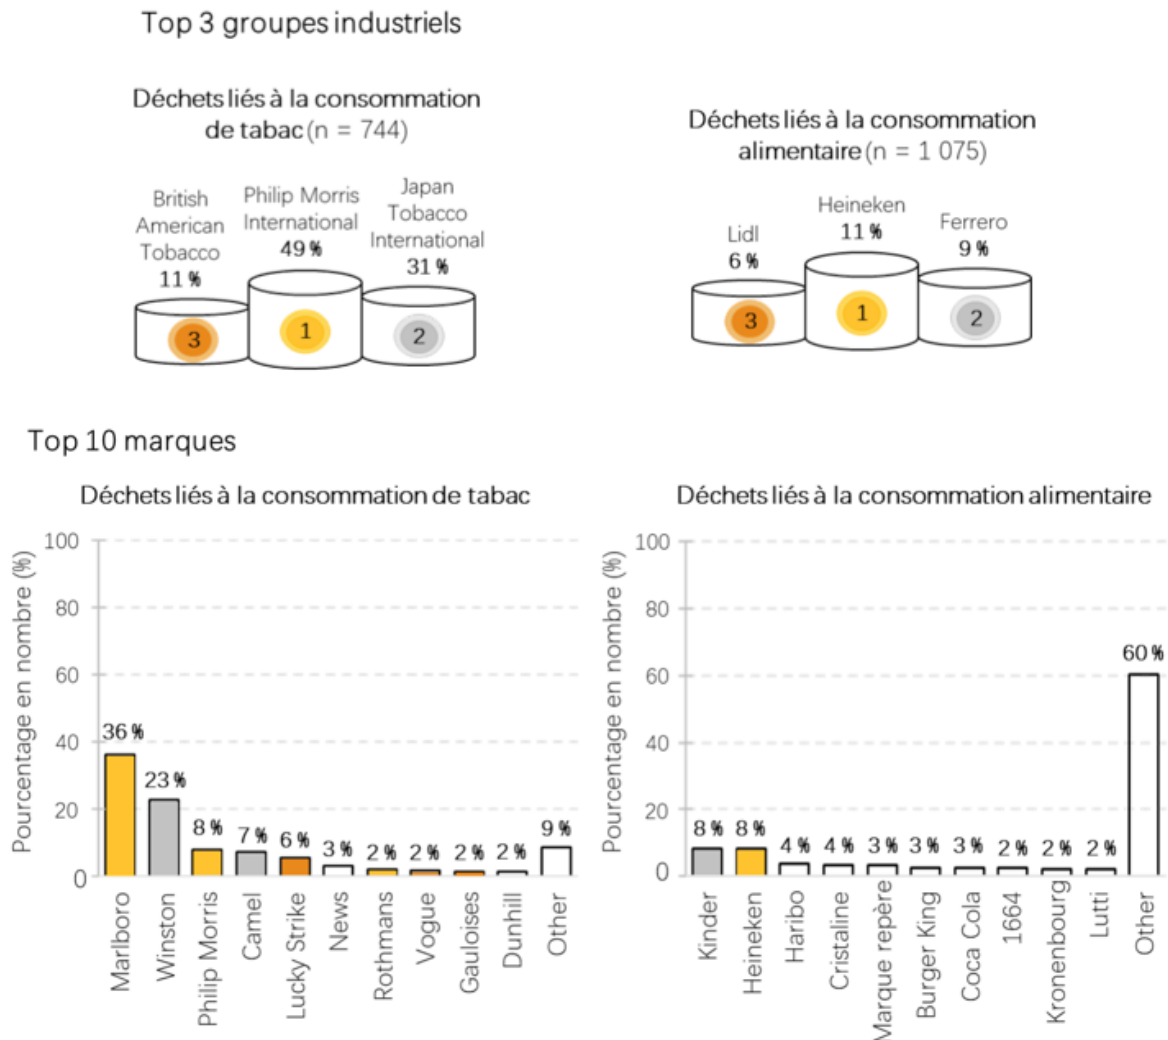 Top 3 groupes industriels
Déchets liés à la consommation
de tabac (n = 744)
British
American
Tobacco
11 %
Philip Morris
International
49 %
Japan
Tobacco
International
31 %
3
1
2
Déchets liés à la consommation
alimentaire (n = 1 075)
Lidl
6 %
Heineken
11 %
Ferrero
9 %
3
1
2
Top 10 marques
Déchets liés à la consommation de tabac
Pourcentage en nombre (%)
100
80
60
40
20
0
36 %
23 %
8 %
7 %
6 %
3 %
2 %
2 %
2 %
2 %
9 %
Marlboro
Winston
Philip Morris
Camel
Lucky Strike
News
Rothmans
Vogue
Gauloises
Dunhill
Other
Déchets liés à la consommation alimentaire
Pourcentage en nombre (%)
100
80
60
40
20
0
8 %
8 %
4 %
4 %
3 %
3 %
3 %
2 %
2 %
2 %
60 %
Kinder
Heineken
Haribo
Cristaline
Marque repère
Burger King
Coca Cola
1664
Kronenbourg
Lutti
Other